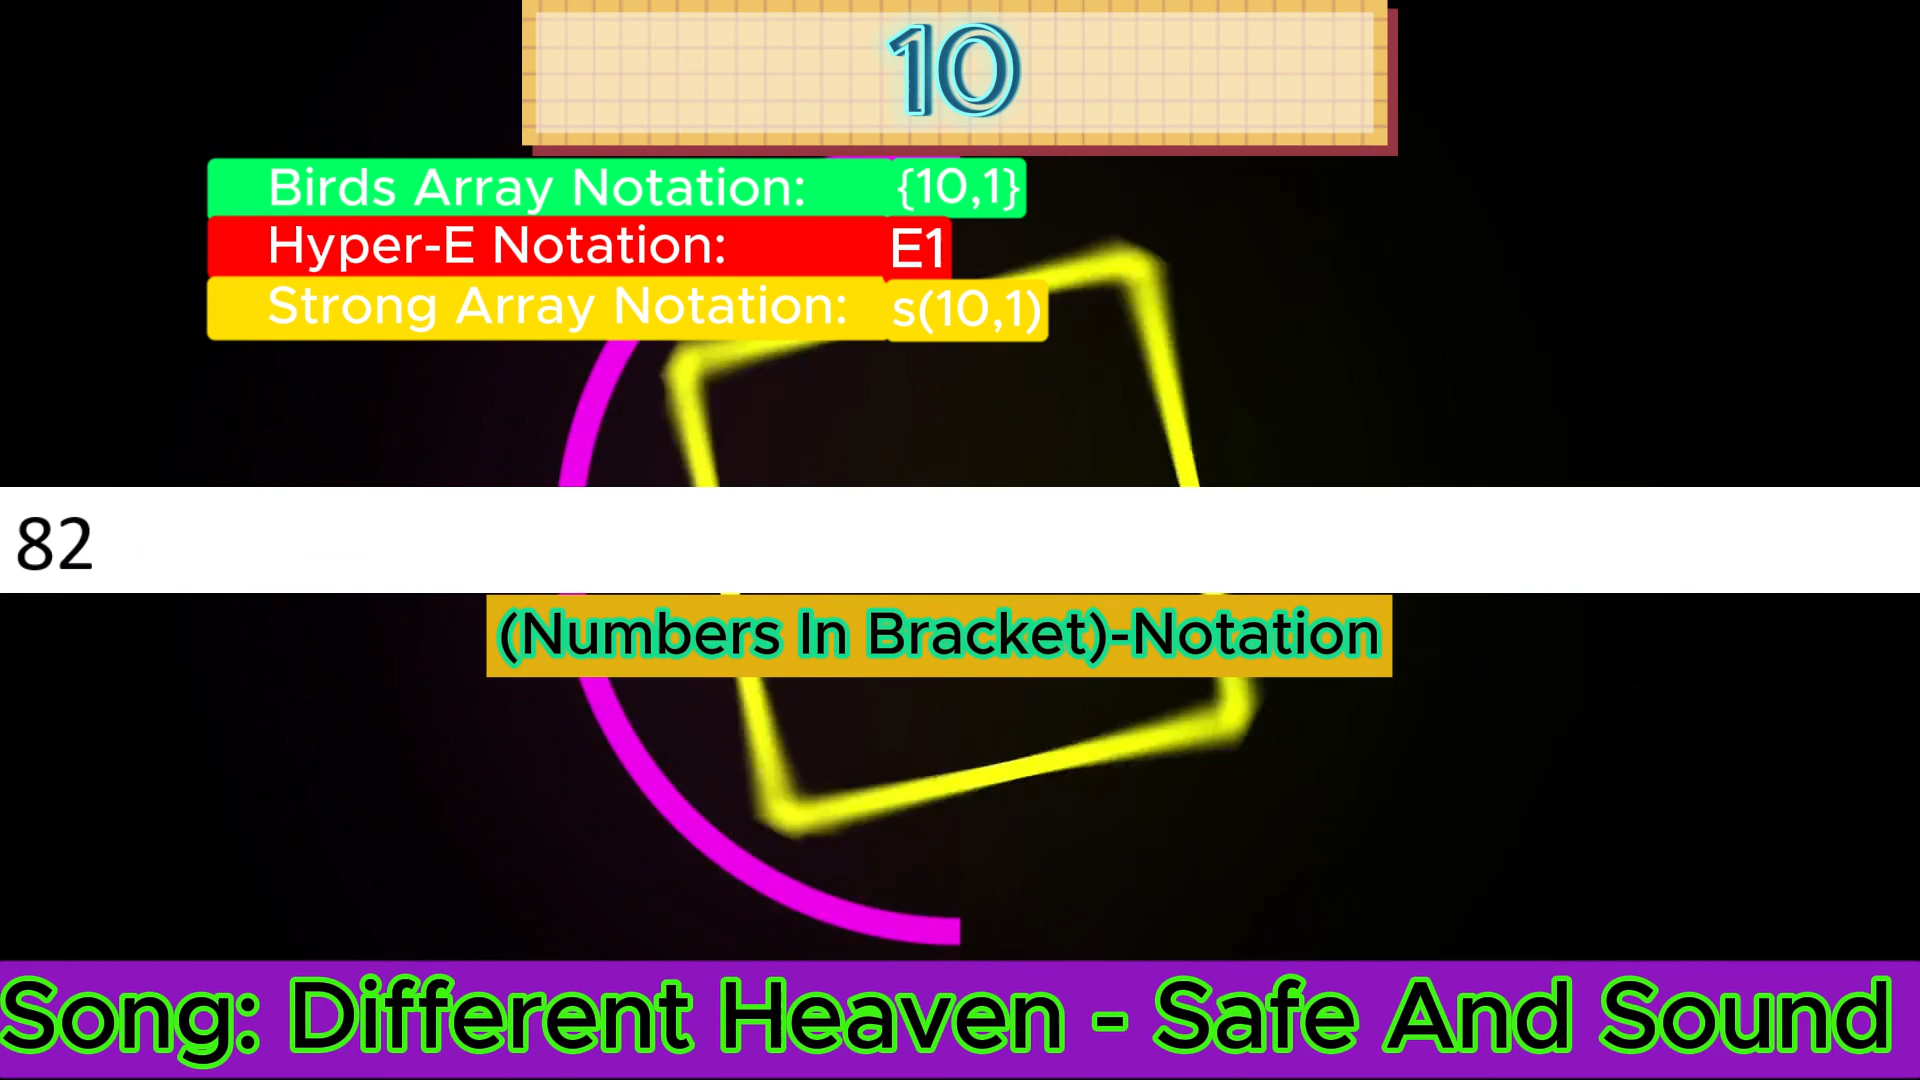 10
Birds Array Notation: {10,1}
Hyper-E Notation: E1
Strong Array Notation: s(10,1)
82
(Numbers In Bracket)-Notation
Song: Different Heaven - Safe And Sound